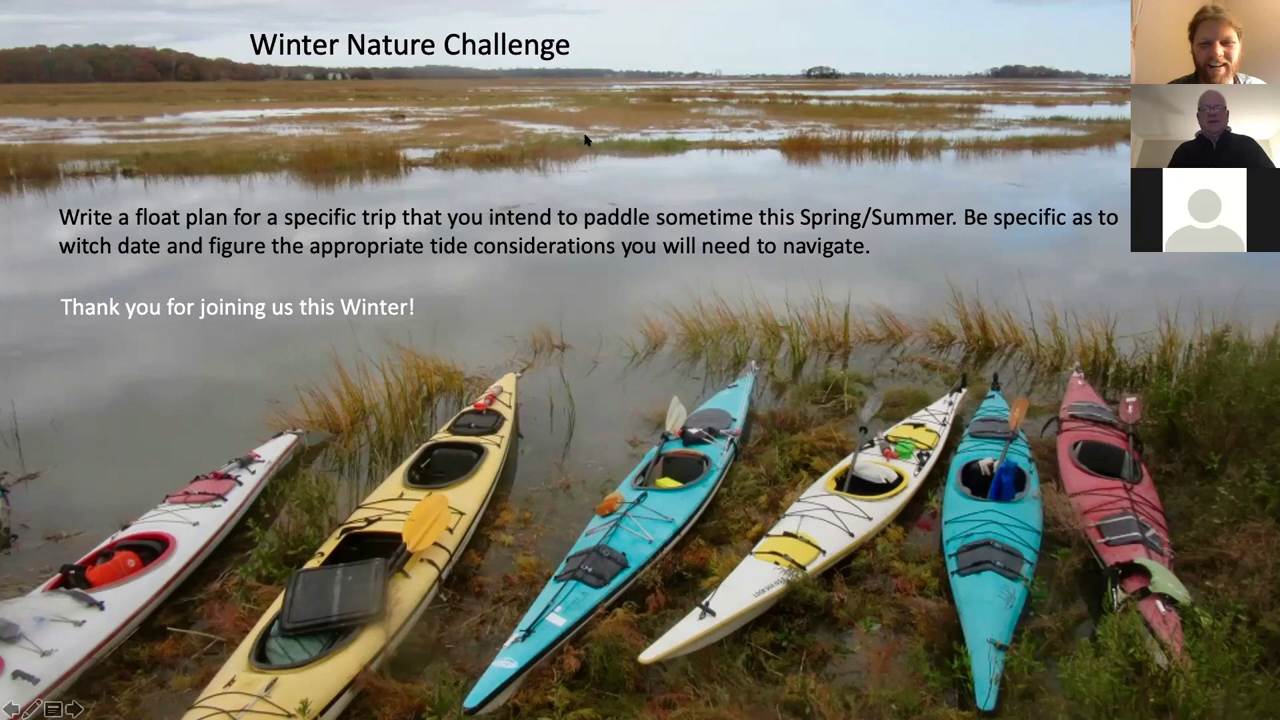 Winter Nature Challenge
Write a float plan for a specific trip that you intend to paddle sometime this Spring/Summer. Be specific as to
witch date and figure the appropriate tide considerations you will need to navigate.
Thank you for joining us this Winter!